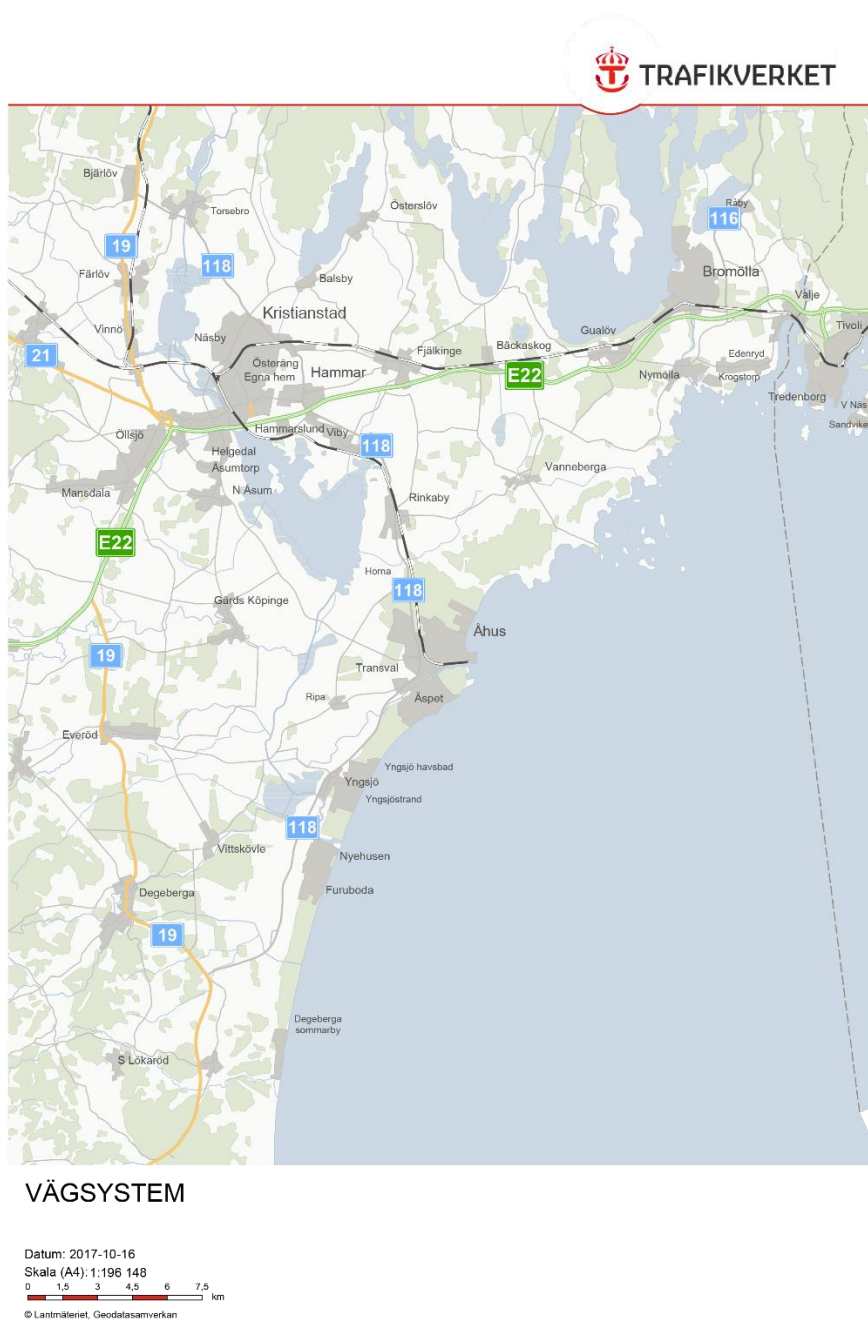 TRAFIKVERKET
Bjärlöv
Torsebro
Österslöv
Råby
116
19
118
Färlöv
Balsby
Bromölla
Välje
Kristianstad
Vinnö
Näsby
Gualöv
Tivoli
21
Österäng
Egna hem
Hammar
Fjälkinge
Bäckaskog
Edenryd
E22
Nymölla
Krogstorp
Tredenborg
V Näs
Öllsjö
Hammarslund
Viby
Sandvike
118
Helgedal
Åsumtorp
Vanneberga
Mansdala
N Åsum
Rinkaby
E22
Horna
118
Gärds Köpinge
Åhus
19
Transval
Ripa
Äspet
Everöd
Yngsjö havsbad
Yngsjö
Yngsjöstrand
118
Vittskövle
Nyehusen
Degeberga
Furuboda
19
Degeberga
sommarby
S Lökaröd
VÄGSYSTEM
Datum: 2017-10-16
Skala (A4): 1:196 148
0 1,5 3 4,5 6 7,5
km
© Lantmäteriet, Geodatasamverkan